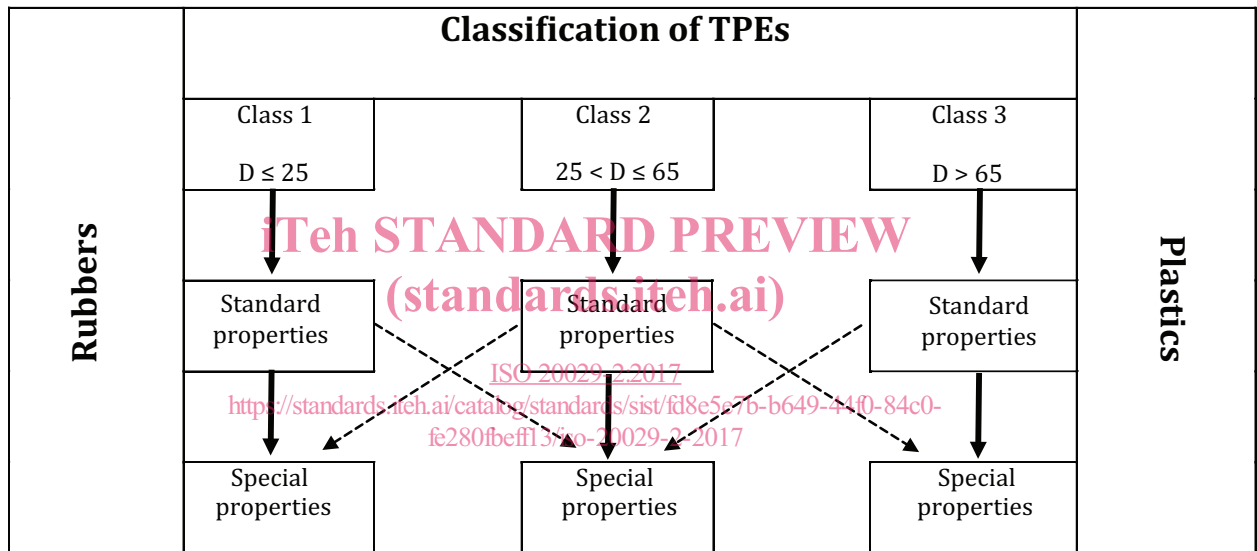 Classification of TPEs
Class 1
D ≤ 25
Class 2
25 < D ≤ 65
Class 3
D > 65
Rubbers
Plastics
iTeh STANDARD PREVIEW
(standards.iteh.ai)
Standard
properties
Standard
properties
Standard
properties
ISO 20029-2:2017
https://standards.iteh.ai/catalog/standards/sist/fd8e5e7b-b649-44f0-84c0-
fe280fbeff13/iso-20029-2-2017
Special
properties
Special
properties
Special
properties